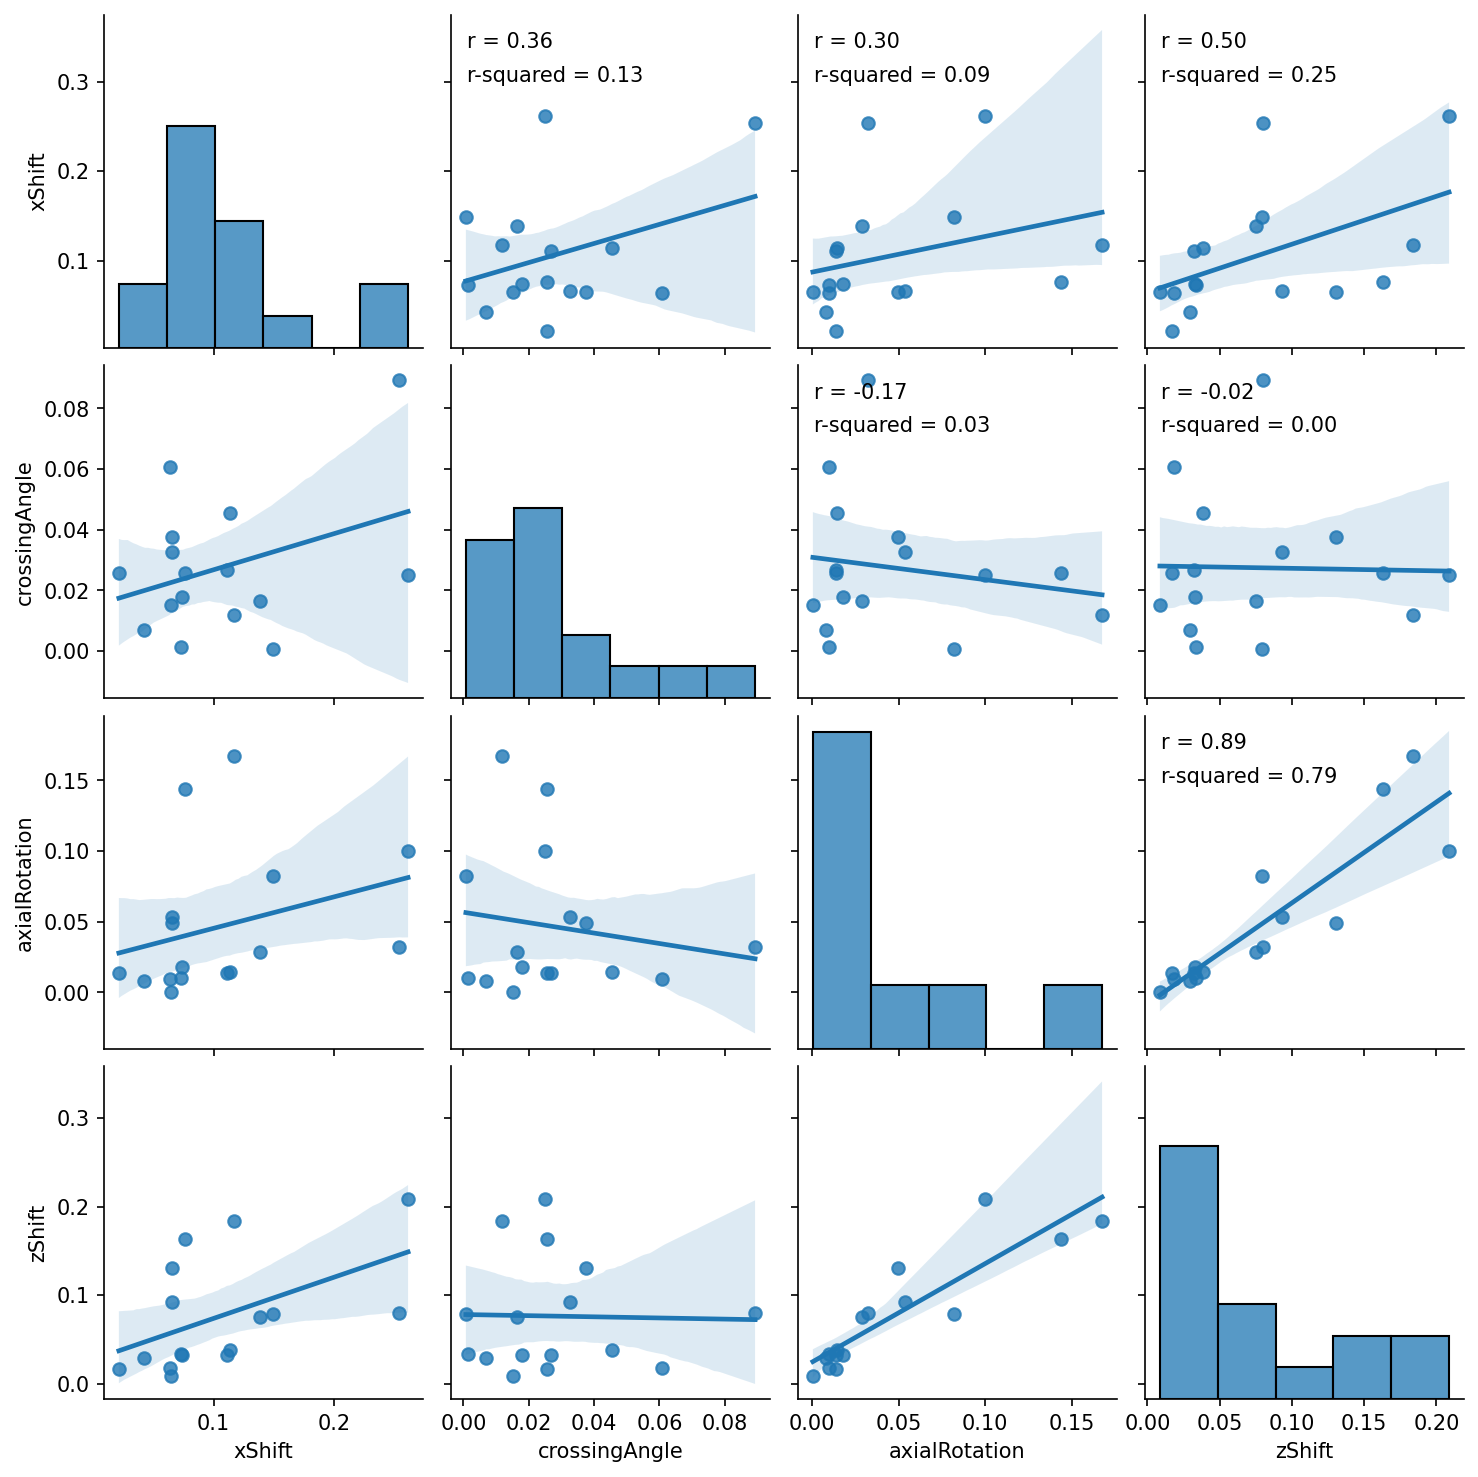 r = 0.36
r = 0.30
r = 0.50
r-squared = 0.13
r-squared = 0.09
r-squared = 0.25
0.3
0.2
0.1
xShift
r = -0.17
r = -0.02
r-squared = 0.03
r-squared = 0.00
0.08
0.06
0.04
0.02
0.00
crossingAngle
r = 0.89
r-squared = 0.79
0.15
0.10
0.05
0.00
axialRotation
0.3
0.2
0.1
0.0
zShift
0.1 0.2
0.00 0.02 0.04 0.06 0.08
0.00 0.05 0.10 0.15
0.00 0.05 0.10 0.15 0.20
xShift
crossingAngle
axialRotation
zShift